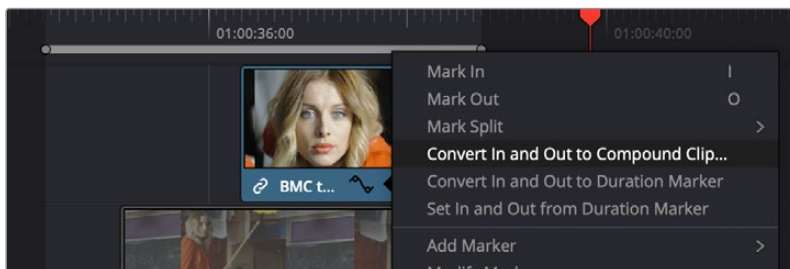 01:00:36:00
01:00:40:00
Mark In I
Mark Out O
Mark Split >
Convert In and Out to Compound Clip...
Convert In and Out to Duration Marker
Set In and Out from Duration Marker
BMC t...
Add Marker >